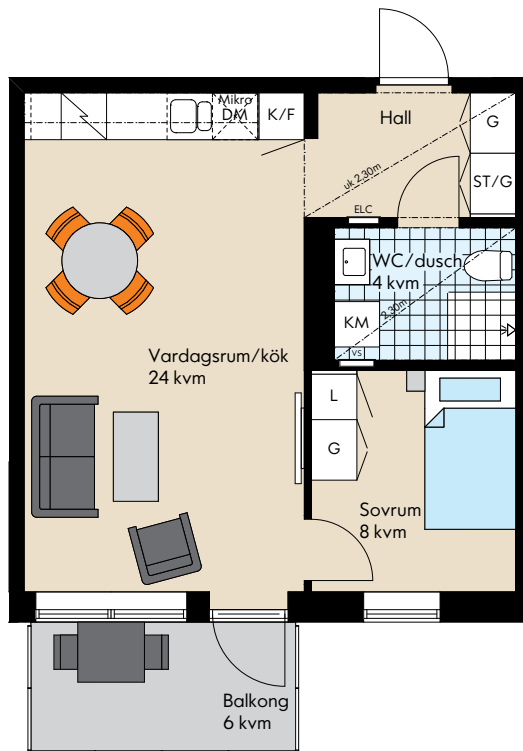 Mikro
DM
K/F
Hall
G
ST/G
uk 2,30m
ELC
WC/dusch
4 kvm
2,30m
KM
VS
Vardagsrum/kök
24 kvm
L
G
Sovrum
8 kvm
Balkong
6 kvm